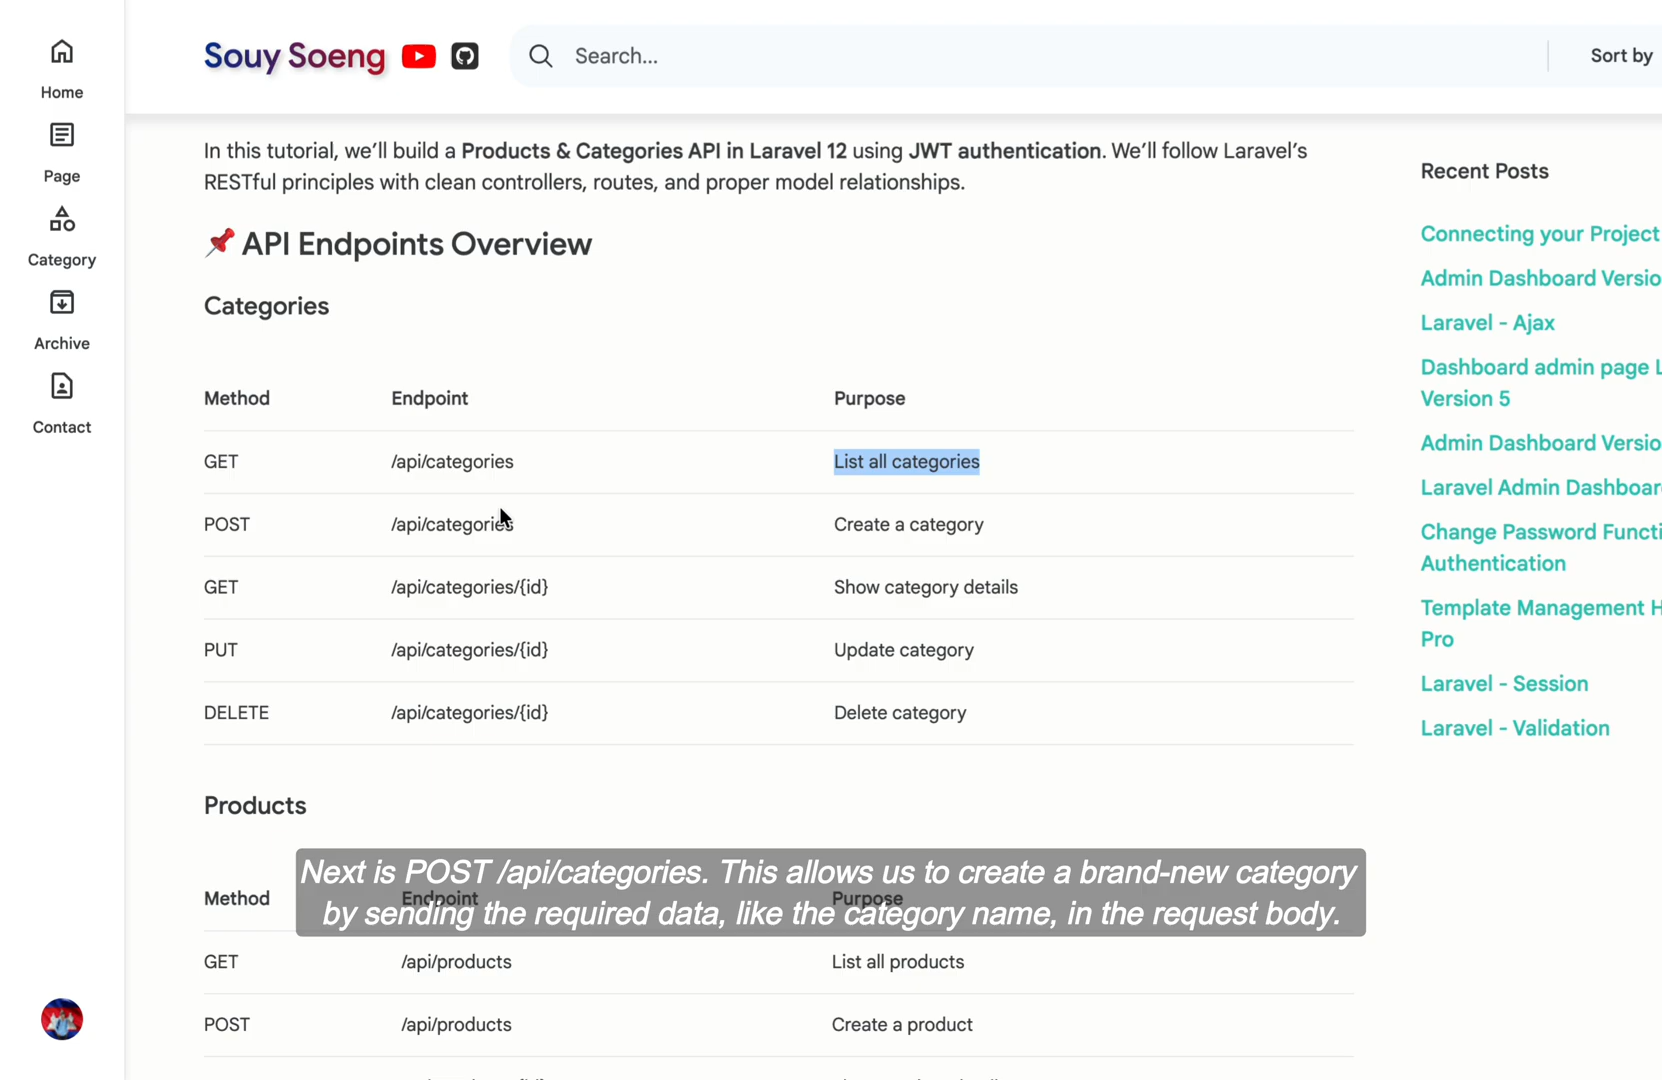 Home
Page
Category
Archive
Contact
Souy Soeng
Search...
Sort by
In this tutorial, we'll build a Products & Categories API in Laravel 12 using JWT authentication. We'll follow Laravel's
RESTful principles with clean controllers, routes, and proper model relationships.
API Endpoints Overview
Categories
Method Endpoint Purpose
GET /api/categories List all categories
POST /api/categories Create a category
GET /api/categories/{id} Show category details
PUT /api/categories/{id} Update category
DELETE /api/categories/{id} Delete category
Products
Method Endpoint Purpose
Next is POST /api/categories. This allows us to create a brand-new category
by sending the required data, like the category name, in the request body.
GET /api/products List all products
POST /api/products Create a product
Recent Posts
Connecting your Project
Admin Dashboard Versio
Laravel - Ajax
Dashboard admin page L
Version 5
Admin Dashboard Versio
Laravel Admin Dashboar
Change Password Functi
Authentication
Template Management H
Pro
Laravel - Session
Laravel - Validation